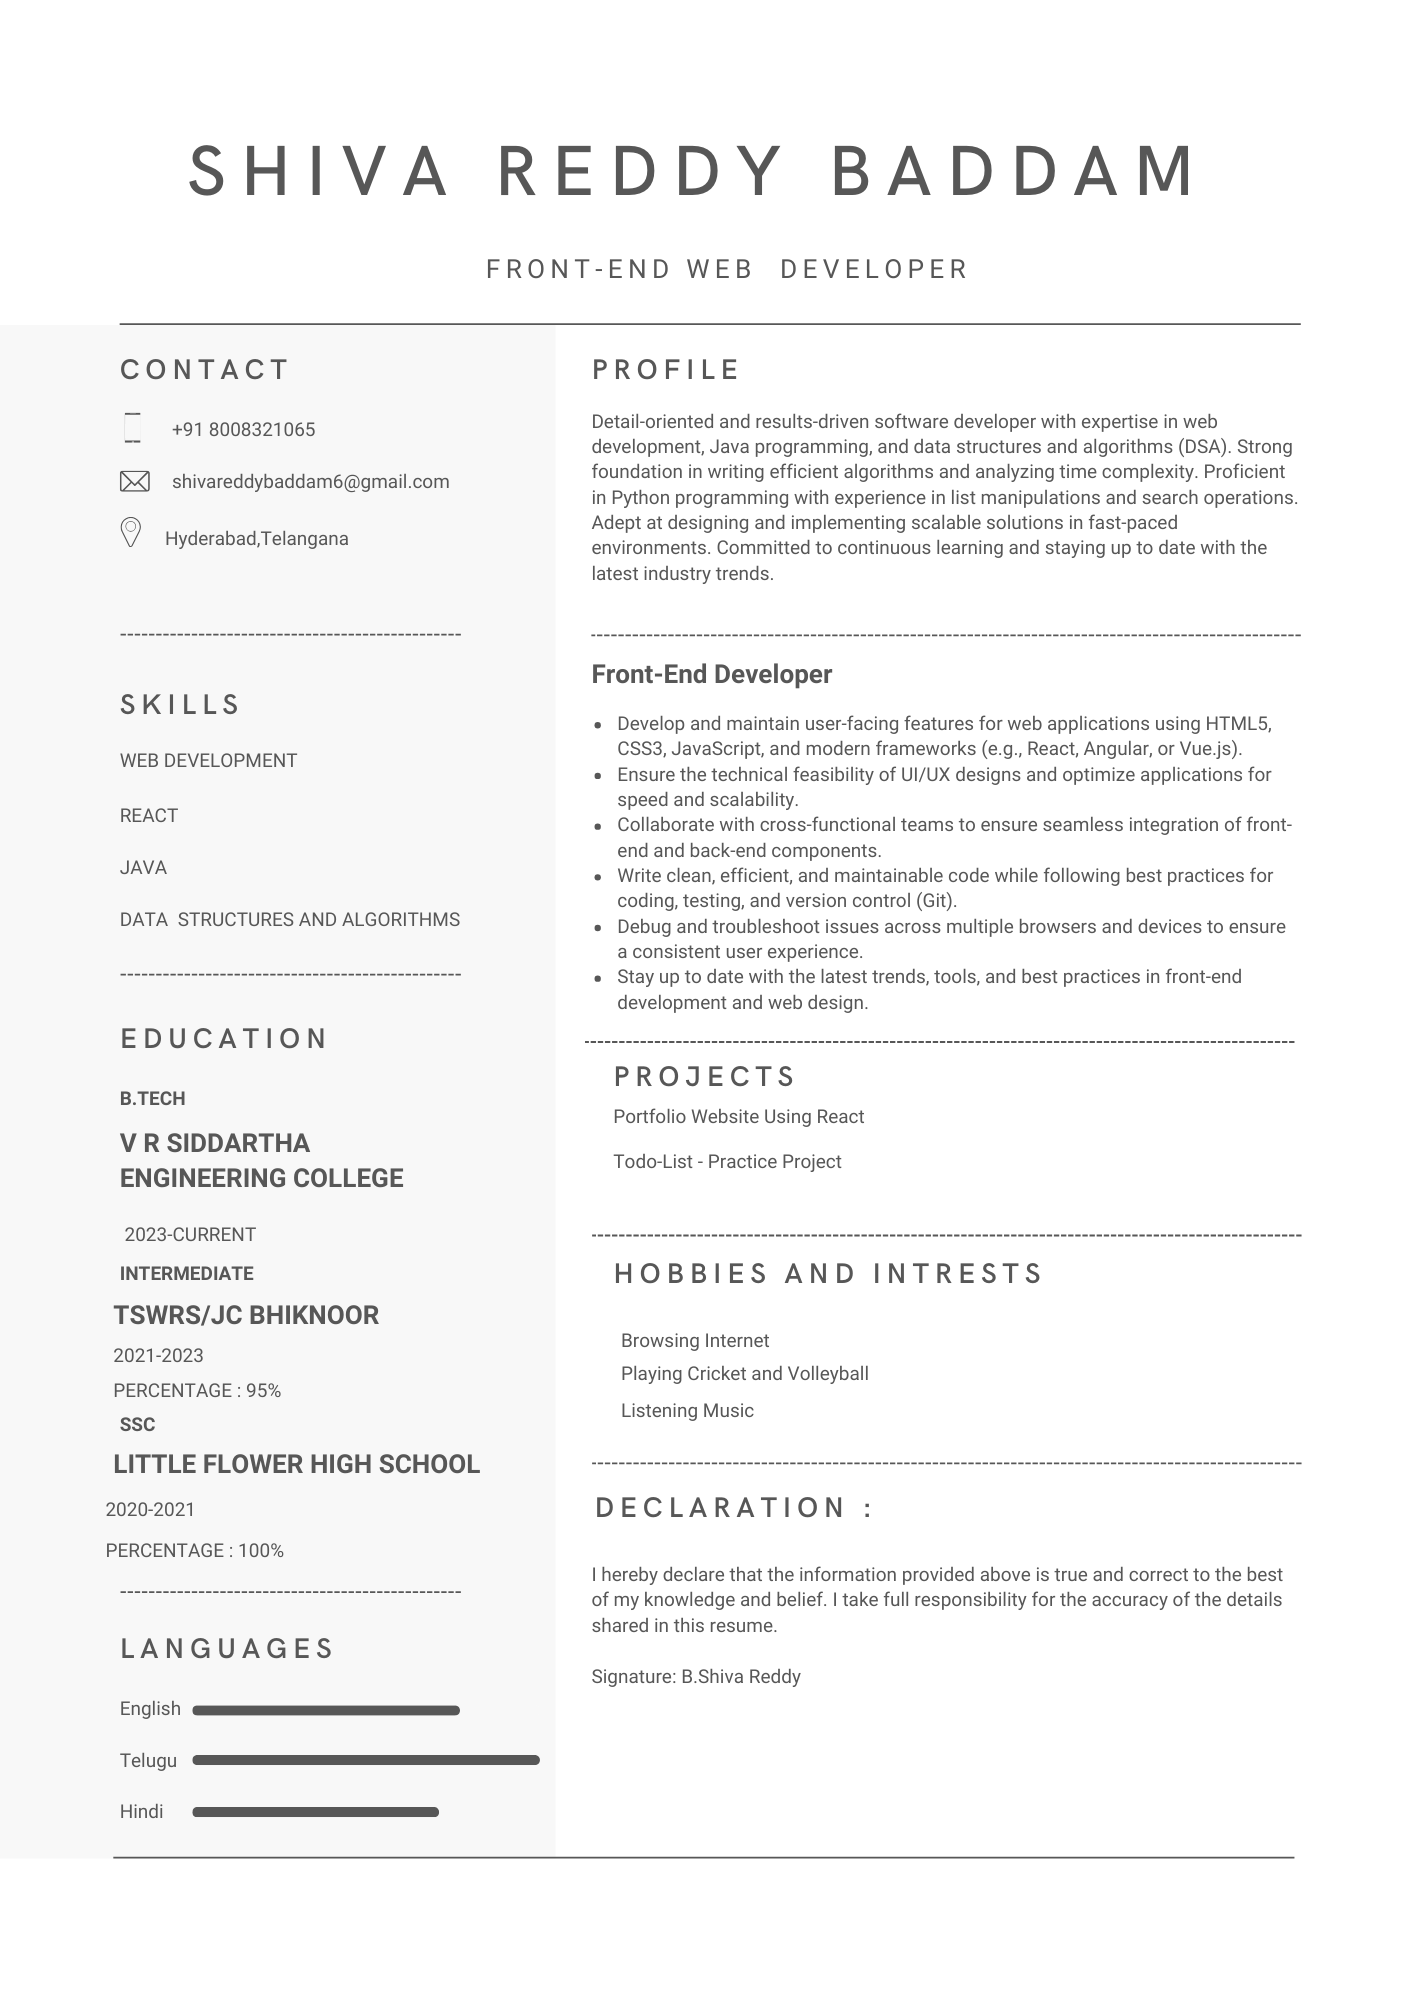 SHIVA REDDY BADDAM
FRONT-END WEB DEVELOPER
CONTACT
+91 8008321065
shivareddybaddam6@gmail.com
Hyderabad,Telangana
SKILLS
WEB DEVELOPMENT
REACT
JAVA
DATA STRUCTURES AND ALGORITHMS
EDUCATION
B.TECH
V R SIDDARTHA
ENGINEERING COLLEGE
2023-CURRENT
INTERMEDIATE
TSWRS/JC BHIKNOOR
2021-2023
PERCENTAGE : 95%
SSC
LITTLE FLOWER HIGH SCHOOL
2020-2021
PERCENTAGE : 100%
LANGUAGES
English
Telugu
Hindi
PROFILE
Detail-oriented and results-driven software developer with expertise in web
development, Java programming, and data structures and algorithms (DSA). Strong
foundation in writing efficient algorithms and analyzing time complexity. Proficient
in Python programming with experience in list manipulations and search operations.
Adept at designing and implementing scalable solutions in fast-paced
environments. Committed to continuous learning and staying up to date with the
latest industry trends.
Front-End Developer
• Develop and maintain user-facing features for web applications using HTML5,
CSS3, JavaScript, and modern frameworks (e.g., React, Angular, or Vue.js).
• Ensure the technical feasibility of UI/UX designs and optimize applications for
speed and scalability.
• Collaborate with cross-functional teams to ensure seamless integration of front-
end and back-end components.
• Write clean, efficient, and maintainable code while following best practices for
coding, testing, and version control (Git).
• Debug and troubleshoot issues across multiple browsers and devices to ensure
a consistent user experience.
• Stay up to date with the latest trends, tools, and best practices in front-end
development and web design.
PROJECTS
Portfolio Website Using React
Todo-List - Practice Project
HOBBIES AND INTRESTS
Browsing Internet
Playing Cricket and Volleyball
Listening Music
DECLARATION :
I hereby declare that the information provided above is true and correct to the best
of my knowledge and belief. I take full responsibility for the accuracy of the details
shared in this resume.
Signature: B.Shiva Reddy